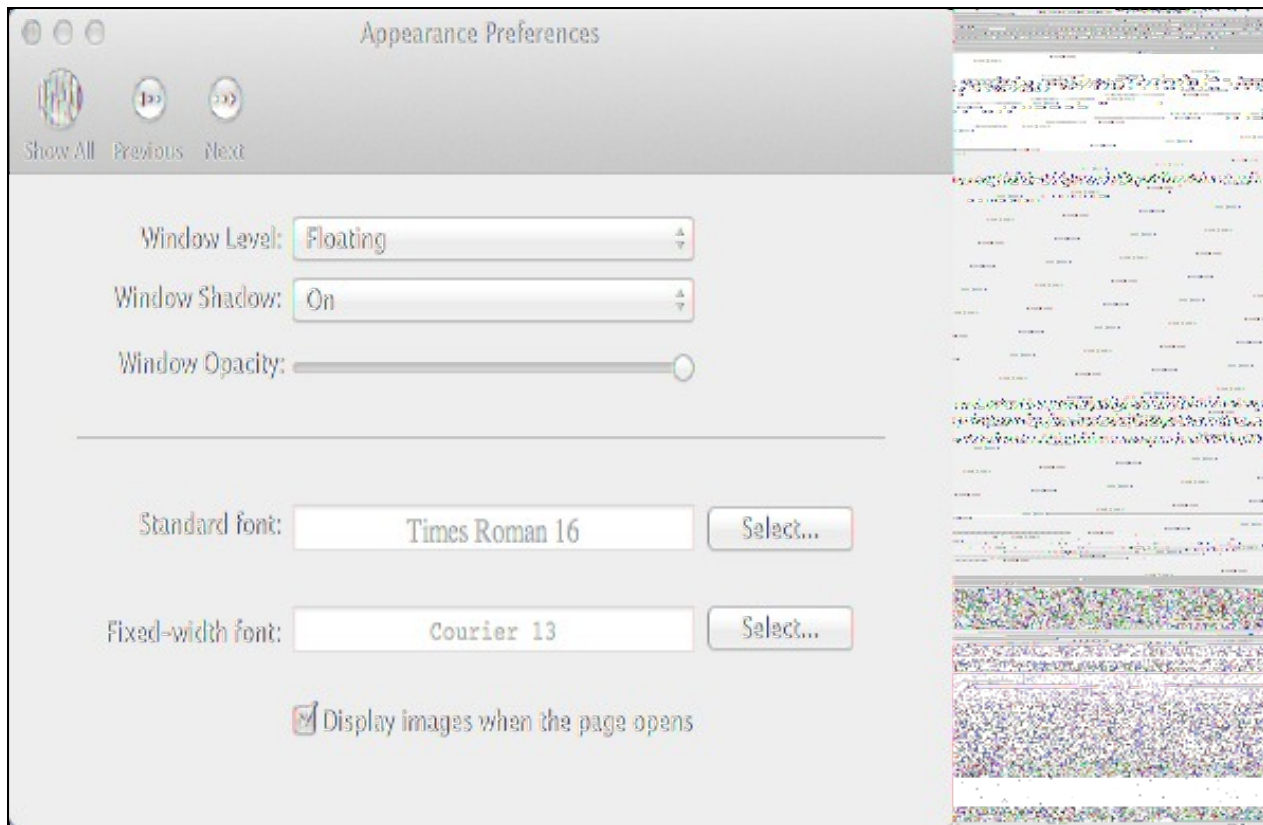 Appearance Preferences
Show All Previous Next
Window Level: Floating
Window Shadow: On
Window Opacity:
Standard font: Times Roman 16 Select...
Fixed-width font: Courier 13 Select...
Display images when the page opens